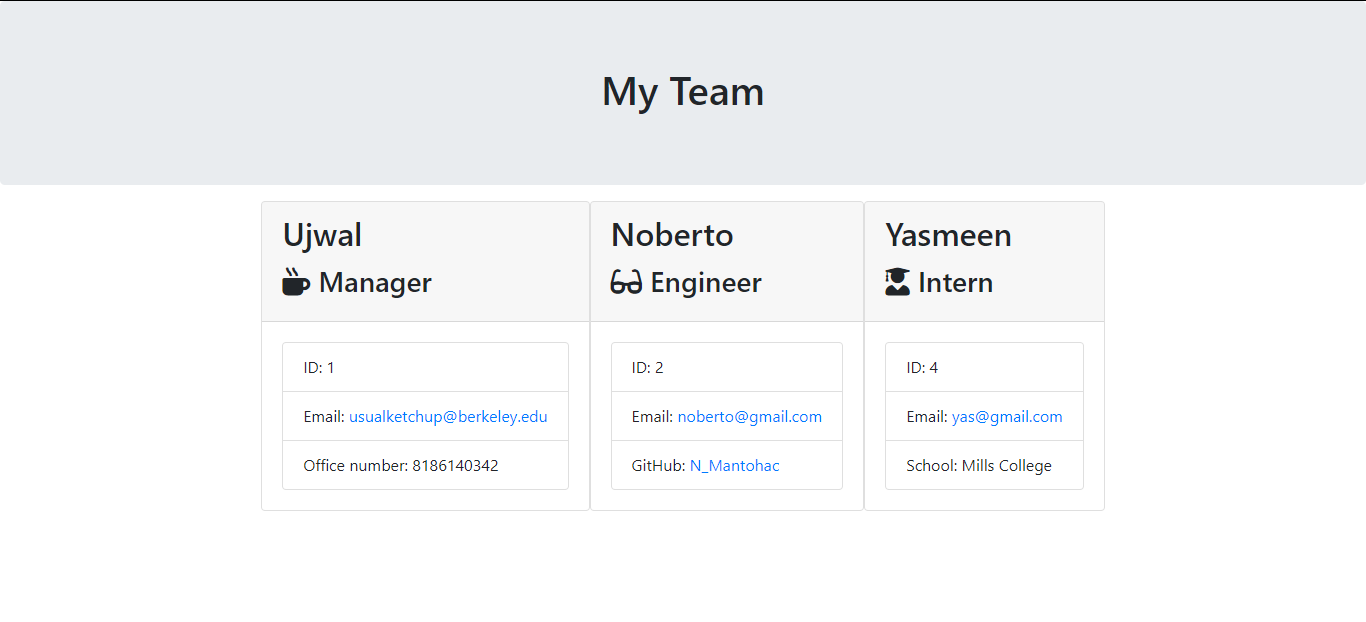 My Team
Ujwal
Manager
ID: 1
Email: usualketchup@berkeley.edu
Office number: 8186140342
Noberto
Engineer
ID: 2
Email: noberto@gmail.com
GitHub: N_Mantohac
Yasmeen
Intern
ID: 4
Email: yas@gmail.com
School: Mills College